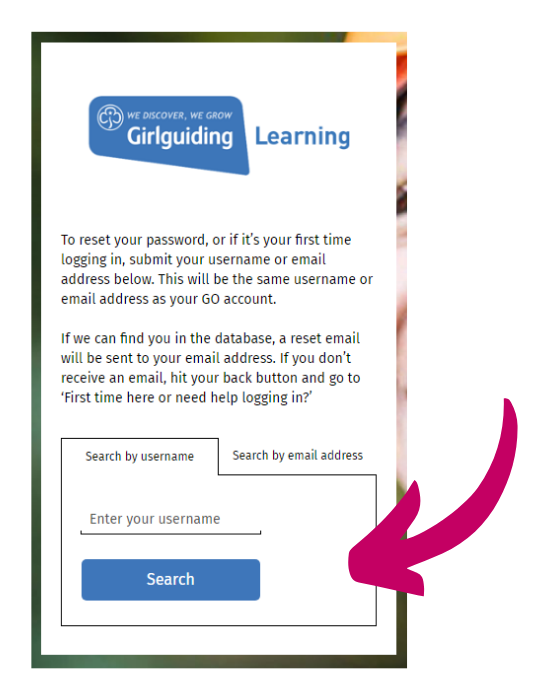 WE DISCOVER, WE GROW
Girlguiding Learning
To reset your password, or if it’s your first time
logging in, submit your username or email
address below. This will be the same username or
email address as your GO account.
If we can find you in the database, a reset email
will be sent to your email address. If you don’t
receive an email, hit your back button and go to
‘First time here or need help logging in?’
Search by username Search by email address
Enter your username
Search